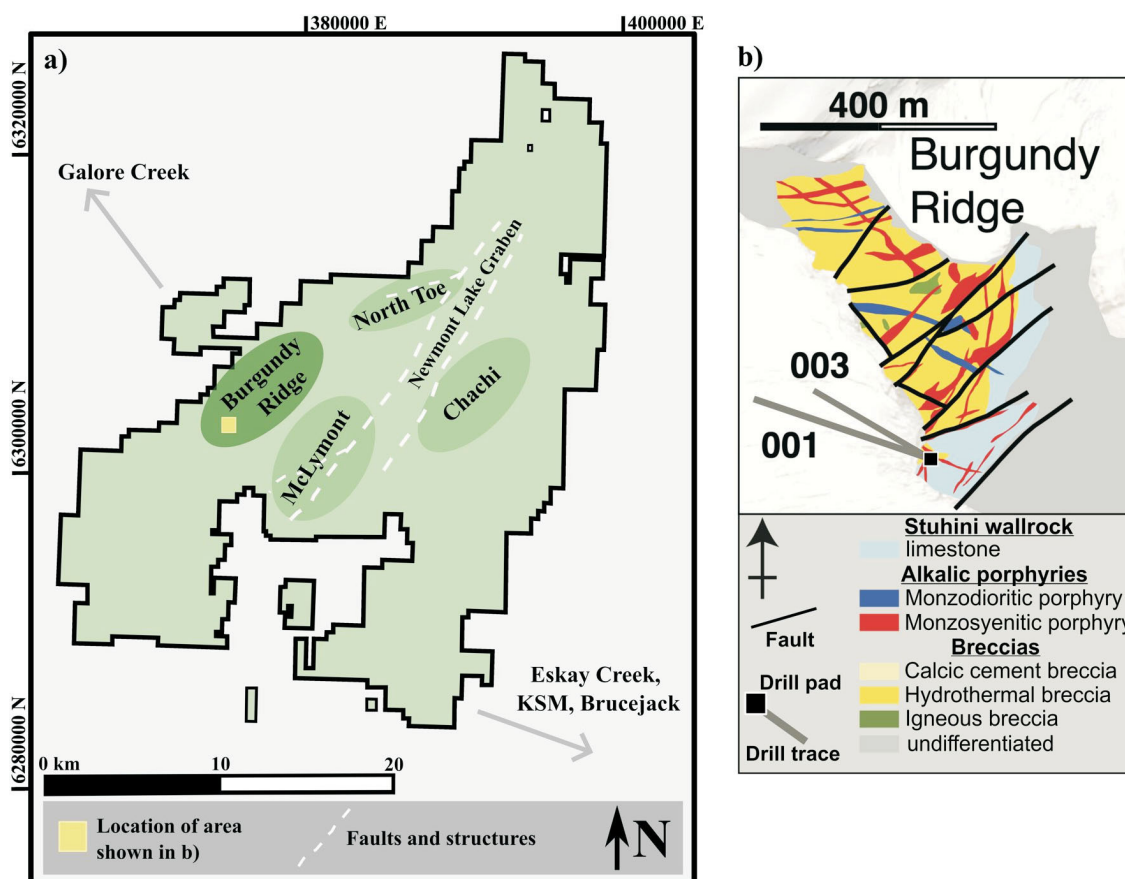 a)
380000 E
400000 E
6320000 N
6300000 N
6280000 N
Galore Creek
North Toe
Newmont Lake Graben
Burgundy
Ridge
Chachi
McLymont
Eskay Creek,
KSM, Brucejack
0 km
10
20
Location of area
shown in b)
Faults and structures
N
b)
400 m
Burgundy
Ridge
003
001
Stuhini wallrock
limestone
Alkalic porphyries
Monzodioritic porphyry
Monzosyenitic porphyry
Fault
Breccias
Calcic cement breccia
Drill pad
Hydrothermal breccia
Igneous breccia
undifferentiated
Drill trace